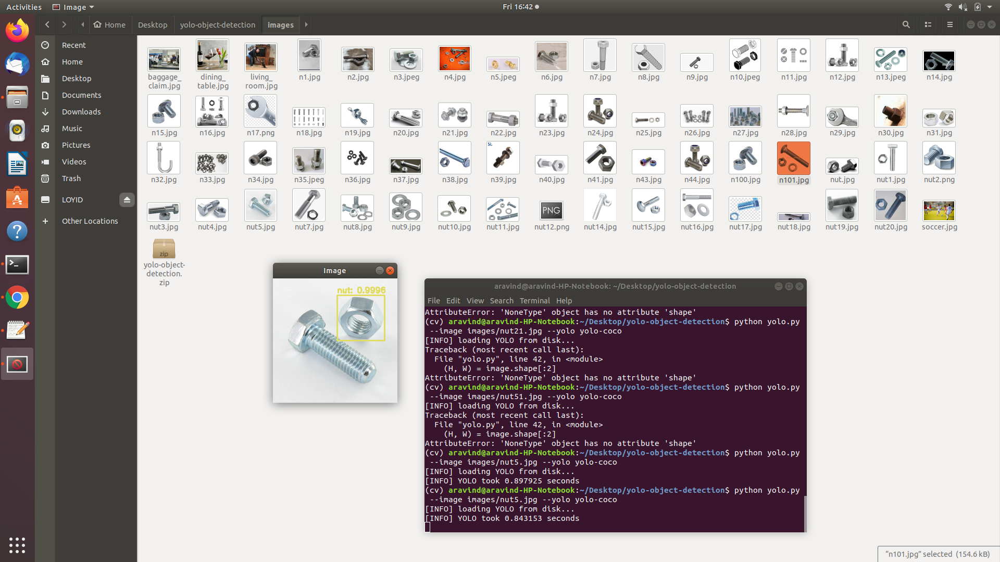 Activities Image Fri 16:42
Home Desktop yolo-object-detection images
Recent
Home
Desktop
Documents
Downloads
Music
Pictures
Videos
Trash
LOYID
Other Locations
baggage_claim.jpg dining_table.jpg living_room.jpg n1.jpg n2.jpg n3.jpeg n4.jpg n5.jpeg n6.jpg n7.jpg n8.jpg n9.jpg n10.jpeg n11.jpg n12.jpg n13.jpeg n14.jpg
n15.jpg n16.jpg n17.png n18.jpg n19.jpg n20.jpg n21.jpg n22.jpg n23.jpg n24.jpg n25.jpg n26.jpg n27.jpg n28.jpg n29.jpg n30.jpg n31.jpg
n32.jpg n33.jpg n34.jpg n35.jpeg n36.jpg n37.jpg n38.jpg n39.jpg n40.jpg n41.jpg n43.jpg n44.jpg n100.jpg n101.jpg nut.jpg nut1.jpg nut2.png
PNG
nut3.jpg nut4.jpg nut5.jpg nut7.jpg nut8.jpg nut9.jpg nut10.jpg nut11.jpg nut12.png nut14.jpg nut15.jpg nut16.jpg nut17.jpg nut18.jpg nut19.jpg nut20.jpg soccer.jpg
zip
yolo-object-
detection.
zip
Image
nut: 0.9996
aravind@aravind-HP-Notebook: ~/Desktop/yolo-object-detection
File Edit View Search Terminal Help
AttributeError: 'NoneType' object has no attribute 'shape'
(cv) aravind@aravind-HP-Notebook:~/Desktop/yolo-object-detection$ python yolo.py
--image images/nut21.jpg --yolo yolo-coco
[INFO] loading YOLO from disk...
Traceback (most recent call last):
File "yolo.py", line 42, in <module>
(H, W) = image.shape[:2]
AttributeError: 'NoneType' object has no attribute 'shape'
(cv) aravind@aravind-HP-Notebook:~/Desktop/yolo-object-detection$ python yolo.py
--image images/nut51.jpg --yolo yolo-coco
[INFO] loading YOLO from disk...
Traceback (most recent call last):
File "yolo.py", line 42, in <module>
(H, W) = image.shape[:2]
AttributeError: 'NoneType' object has no attribute 'shape'
(cv) aravind@aravind-HP-Notebook:~/Desktop/yolo-object-detection$ python yolo.py
--image images/nut5.jpg --yolo yolo-coco
[INFO] loading YOLO from disk...
[INFO] YOLO took 0.897925 seconds
(cv) aravind@aravind-HP-Notebook:~/Desktop/yolo-object-detection$ python yolo.py
--image images/nut5.jpg --yolo yolo-coco
[INFO] loading YOLO from disk...
[INFO] YOLO took 0.843153 seconds
“n101.jpg” selected (154.6 kB)